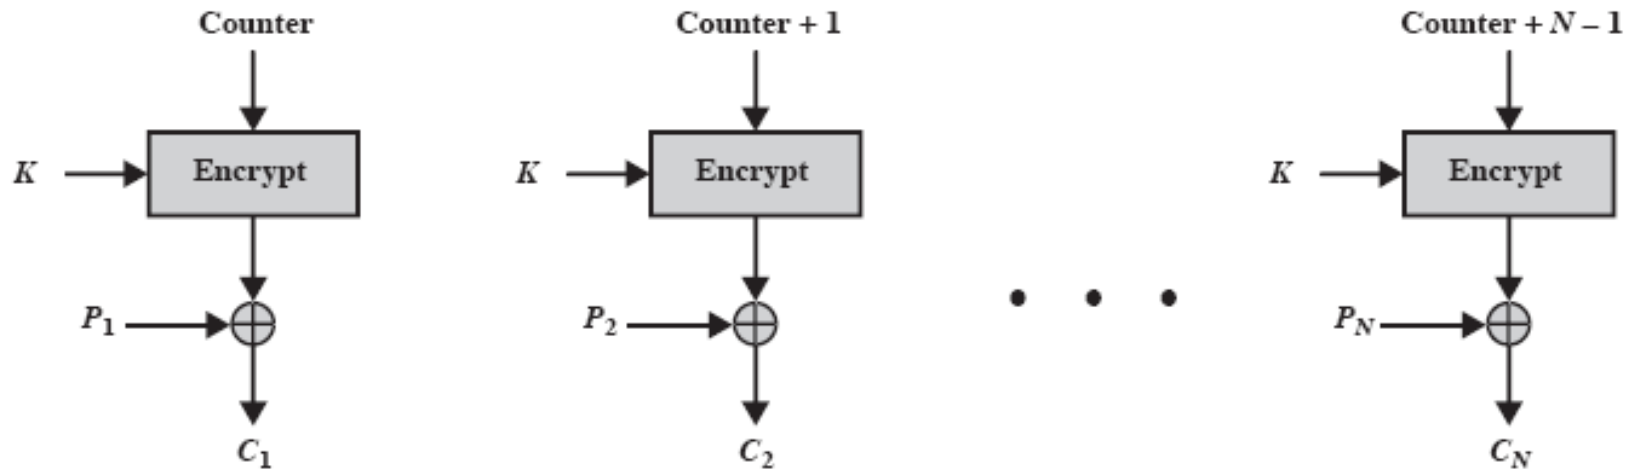 Counter Counter + 1 Counter + N – 1
K Encrypt K Encrypt K Encrypt
P1 P2 PN
C1 C2 CN